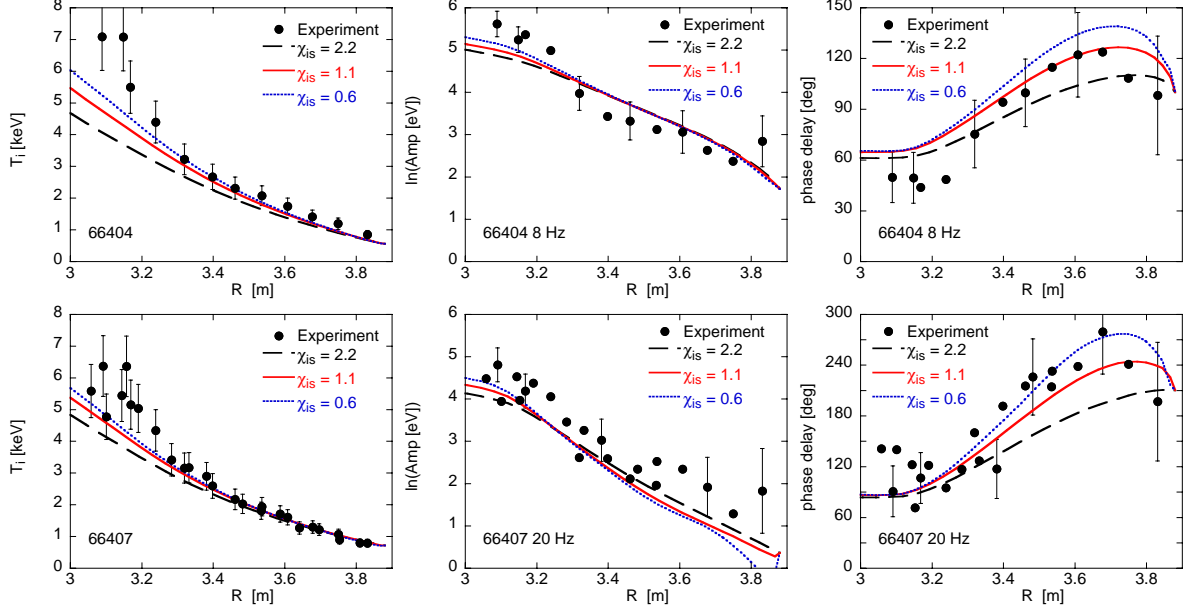 8
7
6
5
4
3
2
1
0
T_i [keV]
Experiment
χ_is = 2.2
χ_is = 1.1
χ_is = 0.6
66404
3 3.2 3.4 3.6 3.8
R [m]
6
5
4
3
2
1
0
ln(Amp [eV])
Experiment
χ_is = 2.2
χ_is = 1.1
χ_is = 0.6
66404 8 Hz
3 3.2 3.4 3.6 3.8
R [m]
150
120
90
60
30
0
phase delay [deg]
Experiment
χ_is = 2.2
χ_is = 1.1
χ_is = 0.6
66404 8 Hz
3 3.2 3.4 3.6 3.8
R [m]
8
7
6
5
4
3
2
1
0
T_i [keV]
Experiment
χ_is = 2.2
χ_is = 1.1
χ_is = 0.6
66407
3 3.2 3.4 3.6 3.8
R [m]
6
5
4
3
2
1
0
ln(Amp [eV])
Experiment
χ_is = 2.2
χ_is = 1.1
χ_is = 0.6
66407 20 Hz
3 3.2 3.4 3.6 3.8
R [m]
300
240
180
120
60
0
phase delay [deg]
Experiment
χ_is = 2.2
χ_is = 1.1
χ_is = 0.6
66407 20 Hz
3 3.2 3.4 3.6 3.8
R [m]